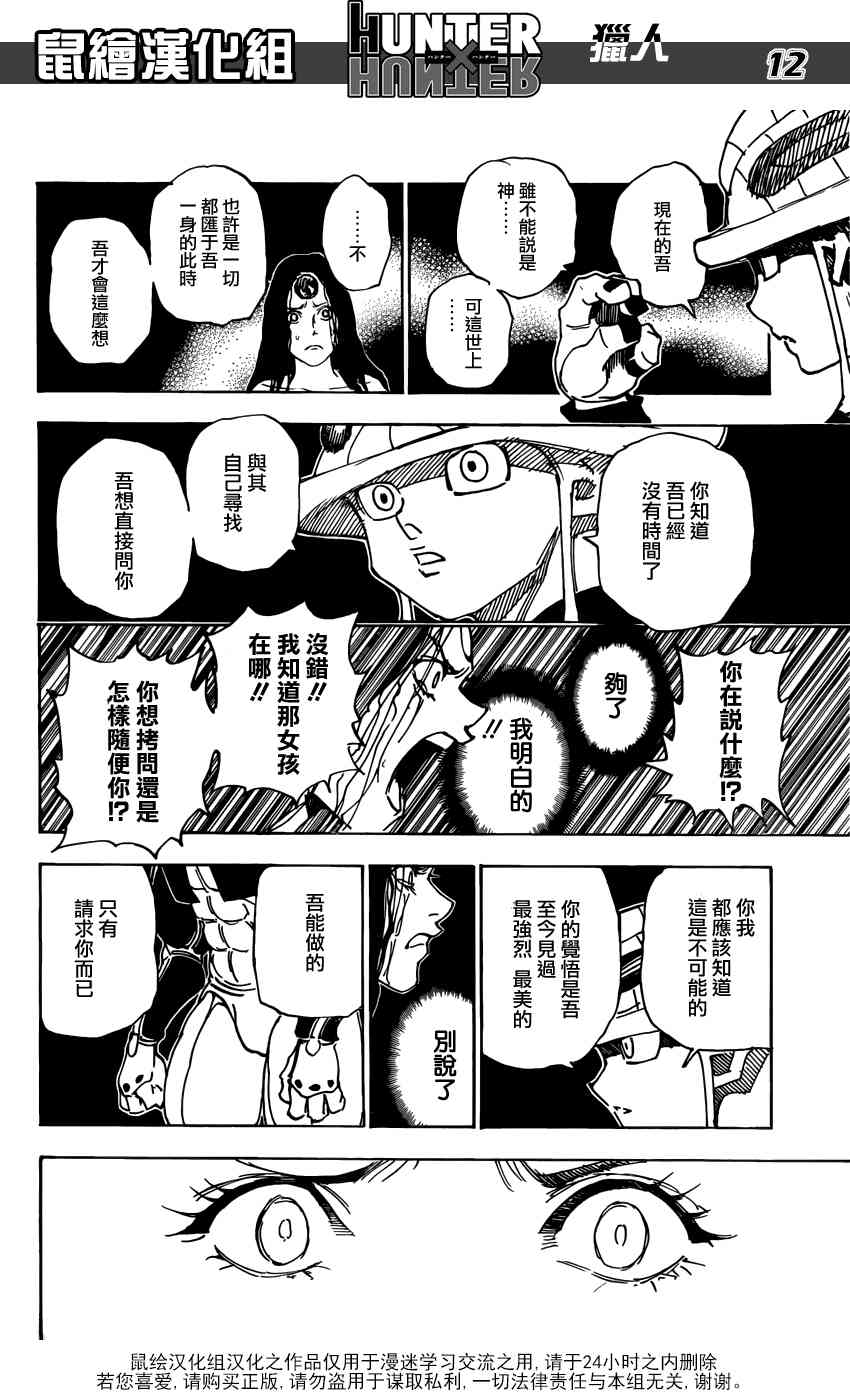 鼠繪漢化組
HUNTER
×
HUNTER
獵人
12
現在的吾
雖不能説是
神……
可這世上
……
……不
也許是一切
都匯于吾
一身的此時
吾才會這麼想
你知道
吾已經
沒有時間了
與其
自己尋找
吾想直接問你
你在説什麼!?
夠了
我明白的
!!
沒錯!!
我知道那女孩
在哪!!
你想拷問還是
怎樣隨便你!?
你我
都應該知道
這是不可能的
你的覺悟是吾
至今見過
最強烈 最美的
別說了
吾能做的
只有
請求你而已
鼠绘汉化组汉化之作品仅用于漫迷学习交流之用,请于24小时之内删除
若您喜爱,请购买正版,请勿盗用于谋取私利,一切法律责任与本组无关,谢谢。